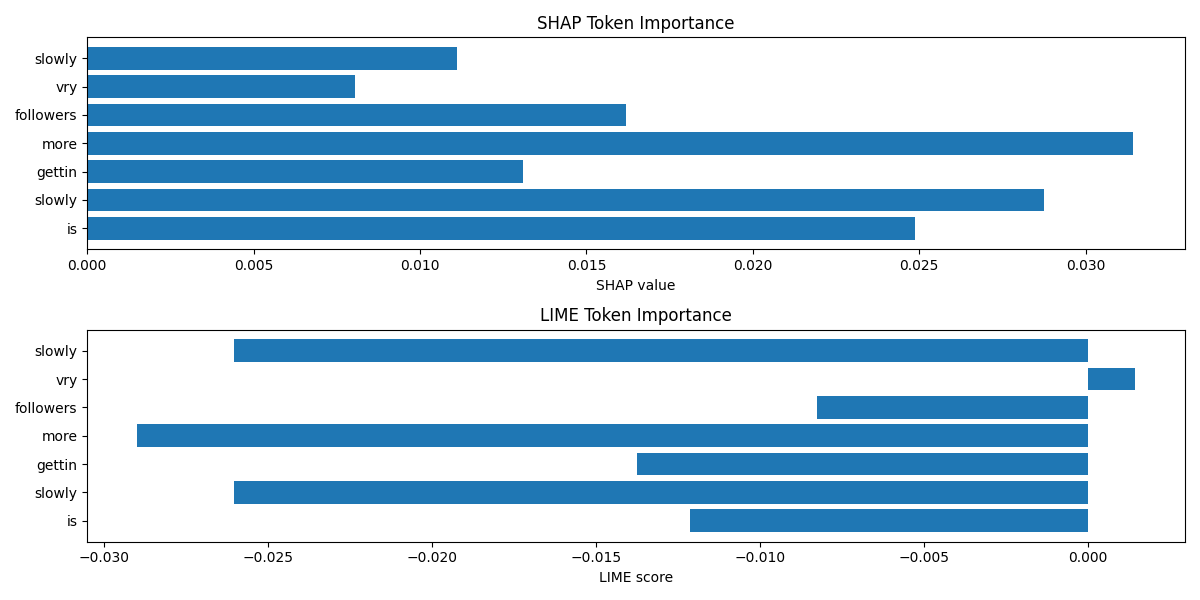 SHAP Token Importance
slowly
vry
followers
more
gettin
slowly
is
0.000 0.005 0.010 0.015 0.020 0.025 0.030
SHAP value
LIME Token Importance
slowly
vry
followers
more
gettin
slowly
is
−0.030 −0.025 −0.020 −0.015 −0.010 −0.005 0.000
LIME score